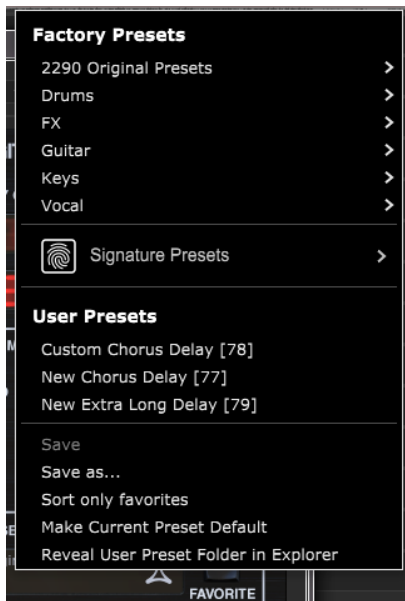 Factory Presets
2290 Original Presets
Drums
FX
Guitar
Keys
Vocal
Signature Presets
User Presets
Custom Chorus Delay [78]
New Chorus Delay [77]
New Extra Long Delay [79]
Save
Save as...
Sort only favorites
Make Current Preset Default
Reveal User Preset Folder in Explorer
FAVORITE